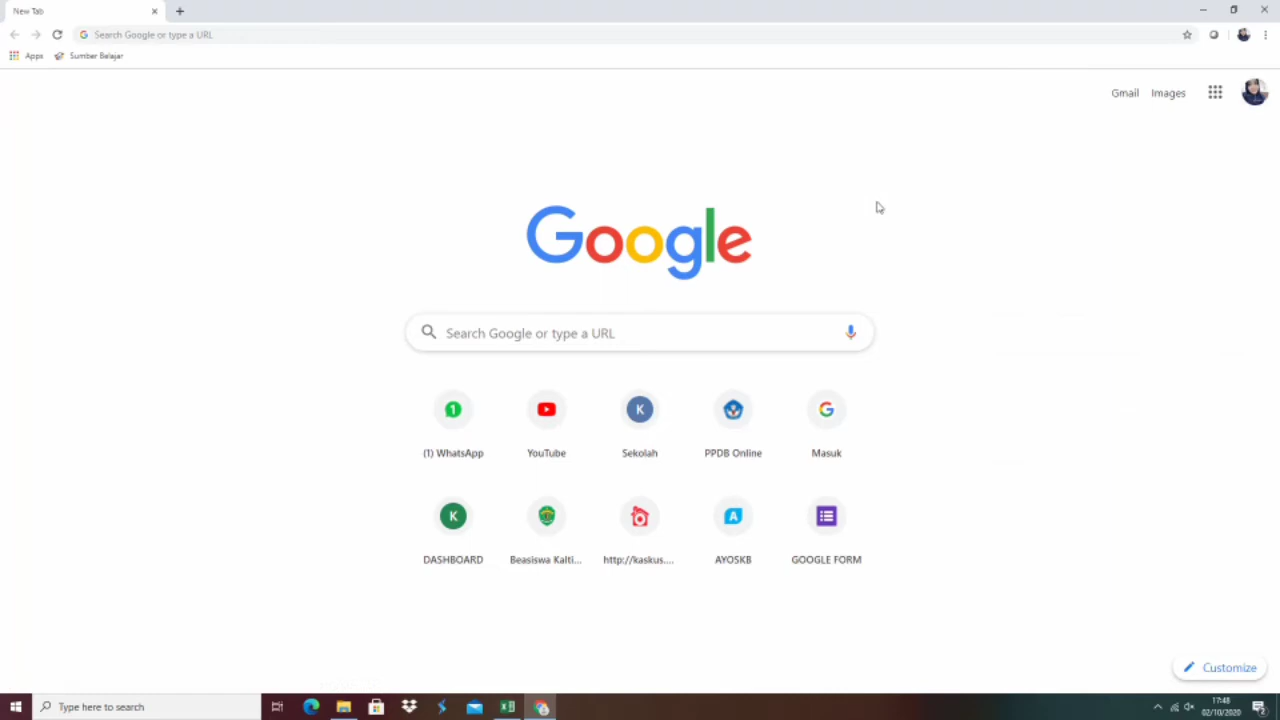 New Tab
Search Google or type a URL
Apps
Sumber Belajar
Gmail
Images
Google
Search Google or type a URL
1
K
(1) WhatsApp
YouTube
Sekolah
PPDB Online
Masuk
K
A
DASHBOARD
Beasiswa Kalti...
http://kaskus....
AYOSKB
GOOGLE FORM
Customize
Type here to search
17:48
02/10/2020
2